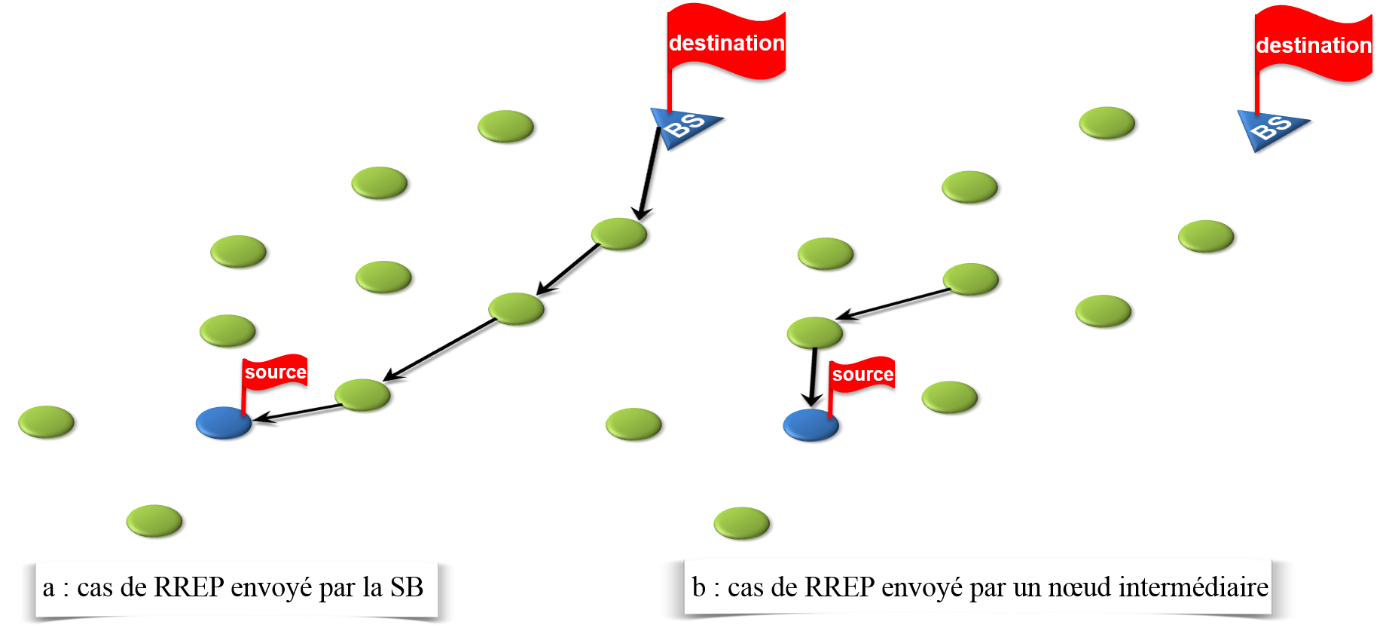 destination
BS
source
a : cas de RREP envoyé par la SB
destination
BS
source
b : cas de RREP envoyé par un nœud intermédiaire